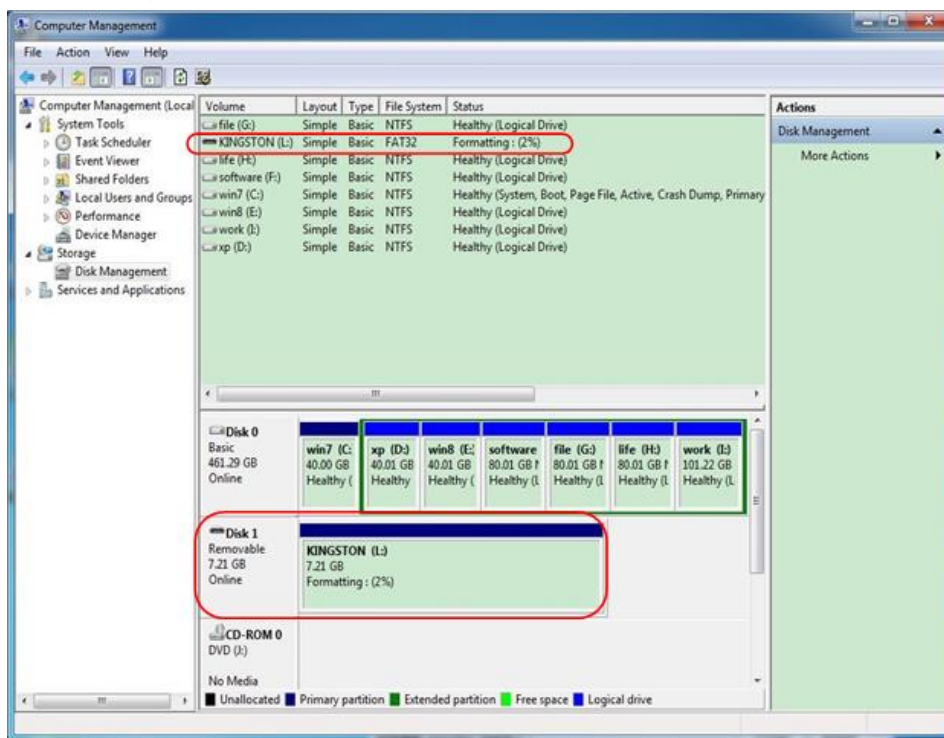 Computer Management
File Action View Help
Computer Management (Local
System Tools
Task Scheduler
Event Viewer
Shared Folders
Local Users and Groups
Performance
Device Manager
Storage
Disk Management
Services and Applications
Volume Layout Type File System Status
file (G:) Simple Basic NTFS Healthy (Logical Drive)
KINGSTON (L:) Simple Basic FAT32 Formatting : (2%)
life (H:) Simple Basic NTFS Healthy (Logical Drive)
software (F:) Simple Basic NTFS Healthy (Logical Drive)
win7 (C:) Simple Basic NTFS Healthy (System, Boot, Page File, Active, Crash Dump, Primary
win8 (E:) Simple Basic NTFS Healthy (Logical Drive)
work (I:) Simple Basic NTFS Healthy (Logical Drive)
xp (D:) Simple Basic NTFS Healthy (Logical Drive)
Actions
Disk Management
More Actions
Disk 0
Basic
461.29 GB
Online
win7 (C: xp (D:) win8 (E: software file (G:) life (H:) work (I:)
40.00 GB 40.01 GB 40.01 GB 80.01 GB 80.01 GB 80.01 GB 101.22 GB
Healthy ( Healthy Healthy ( Healthy (L Healthy (L Healthy (L Healthy (L
Disk 1
Removable
7.21 GB
Online
KINGSTON (L:)
7.21 GB
Formatting : (2%)
CD-ROM 0
DVD (J:)
No Media
Unallocated Primary partition Extended partition Free space Logical drive